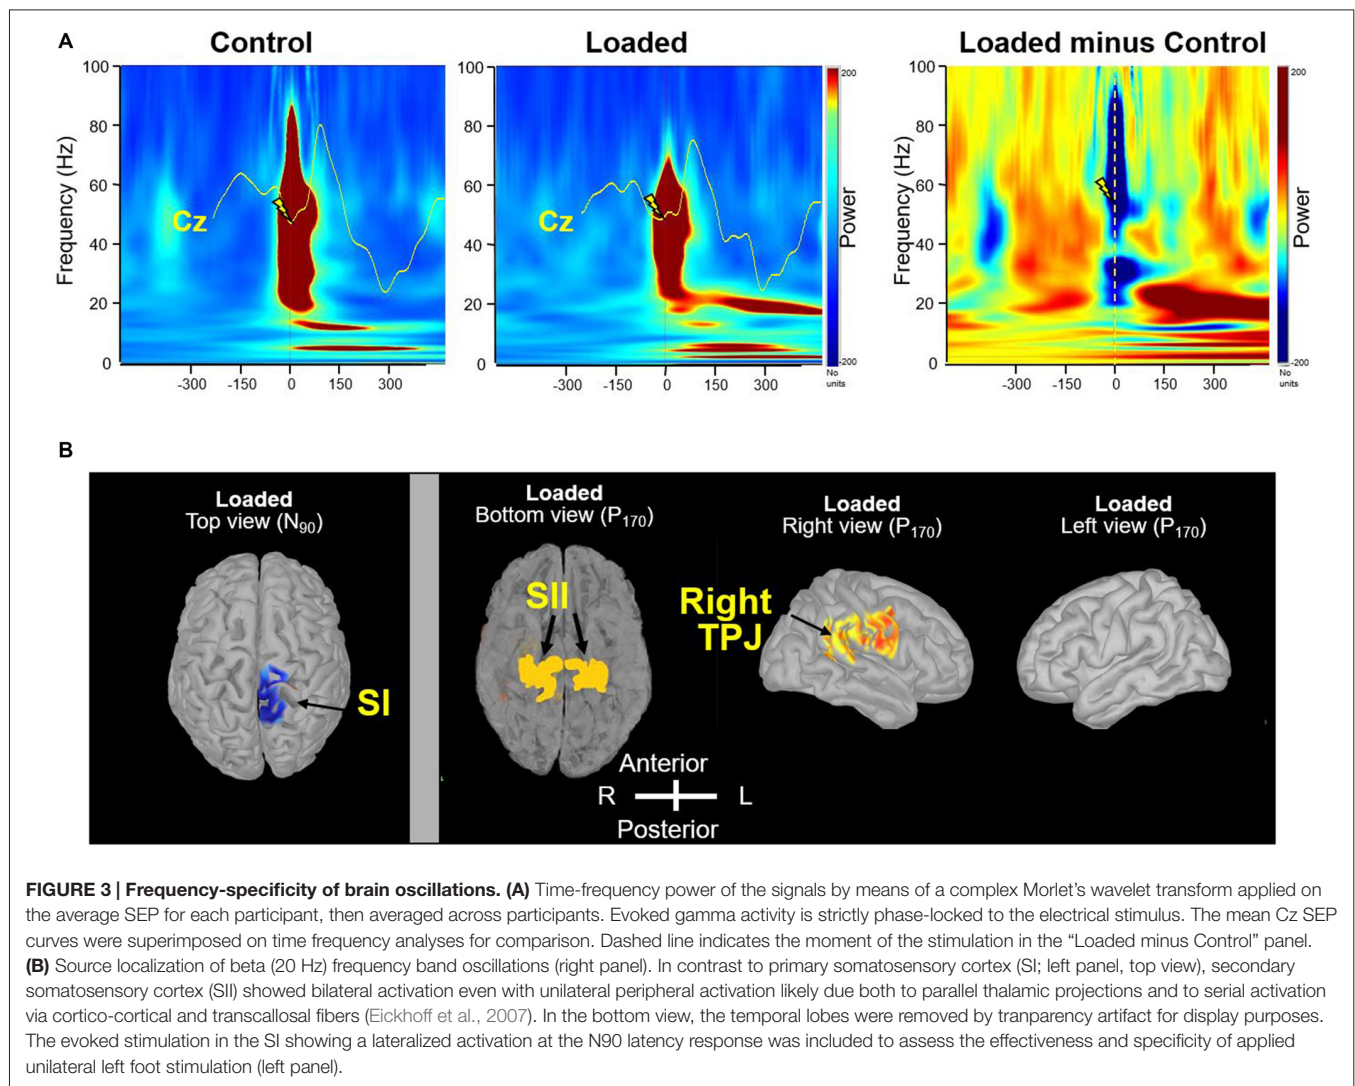 A
Control
Loaded
Loaded minus Control
100
80
60
40
20
0
Frequency (Hz)
Cz
-300 -150 0 150 300
100
80
60
40
20
0
Cz
-300 -150 0 150 300
200
Power
-200
No
units
100
80
60
40
20
0
Frequency (Hz)
-300 -150 0 150 300
200
Power
-200
No
units
B
Loaded
Top view (N90)
SI
Loaded
Bottom view (P170)
SII
Loaded
Right view (P170)
Right
TPJ
Loaded
Left view (P170)
Anterior
R L
Posterior
FIGURE 3 | Frequency-specificity of brain oscillations. (A) Time-frequency power of the signals by means of a complex Morlet's wavelet transform applied on
the average SEP for each participant, then averaged across participants. Evoked gamma activity is strictly phase-locked to the electrical stimulus. The mean Cz SEP
curves were superimposed on time frequency analyses for comparison. Dashed line indicates the moment of the stimulation in the “Loaded minus Control” panel.
(B) Source localization of beta (20 Hz) frequency band oscillations (right panel). In contrast to primary somatosensory cortex (SI; left panel, top view), secondary
somatosensory cortex (SII) showed bilateral activation even with unilateral peripheral activation likely due both to parallel thalamic projections and to serial activation
via cortico-cortical and transcallosal fibers (Eickhoff et al., 2007). In the bottom view, the temporal lobes were removed by tranparency artifact for display purposes.
The evoked stimulation in the SI showing a lateralized activation at the N90 latency response was included to assess the effectiveness and specificity of applied
unilateral left foot stimulation (left panel).